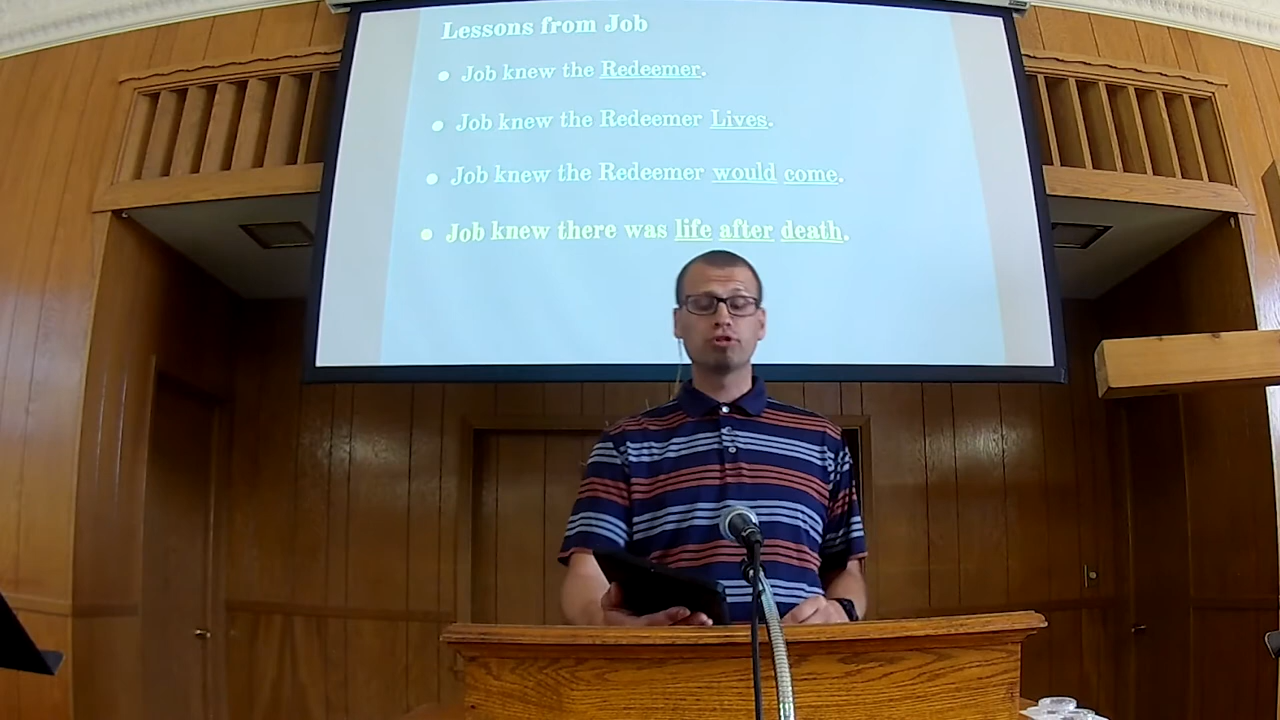 Lessons from Job
• Job knew the Redeemer.
• Job knew the Redeemer Lives.
• Job knew the Redeemer would come.
• Job knew there was life after death.